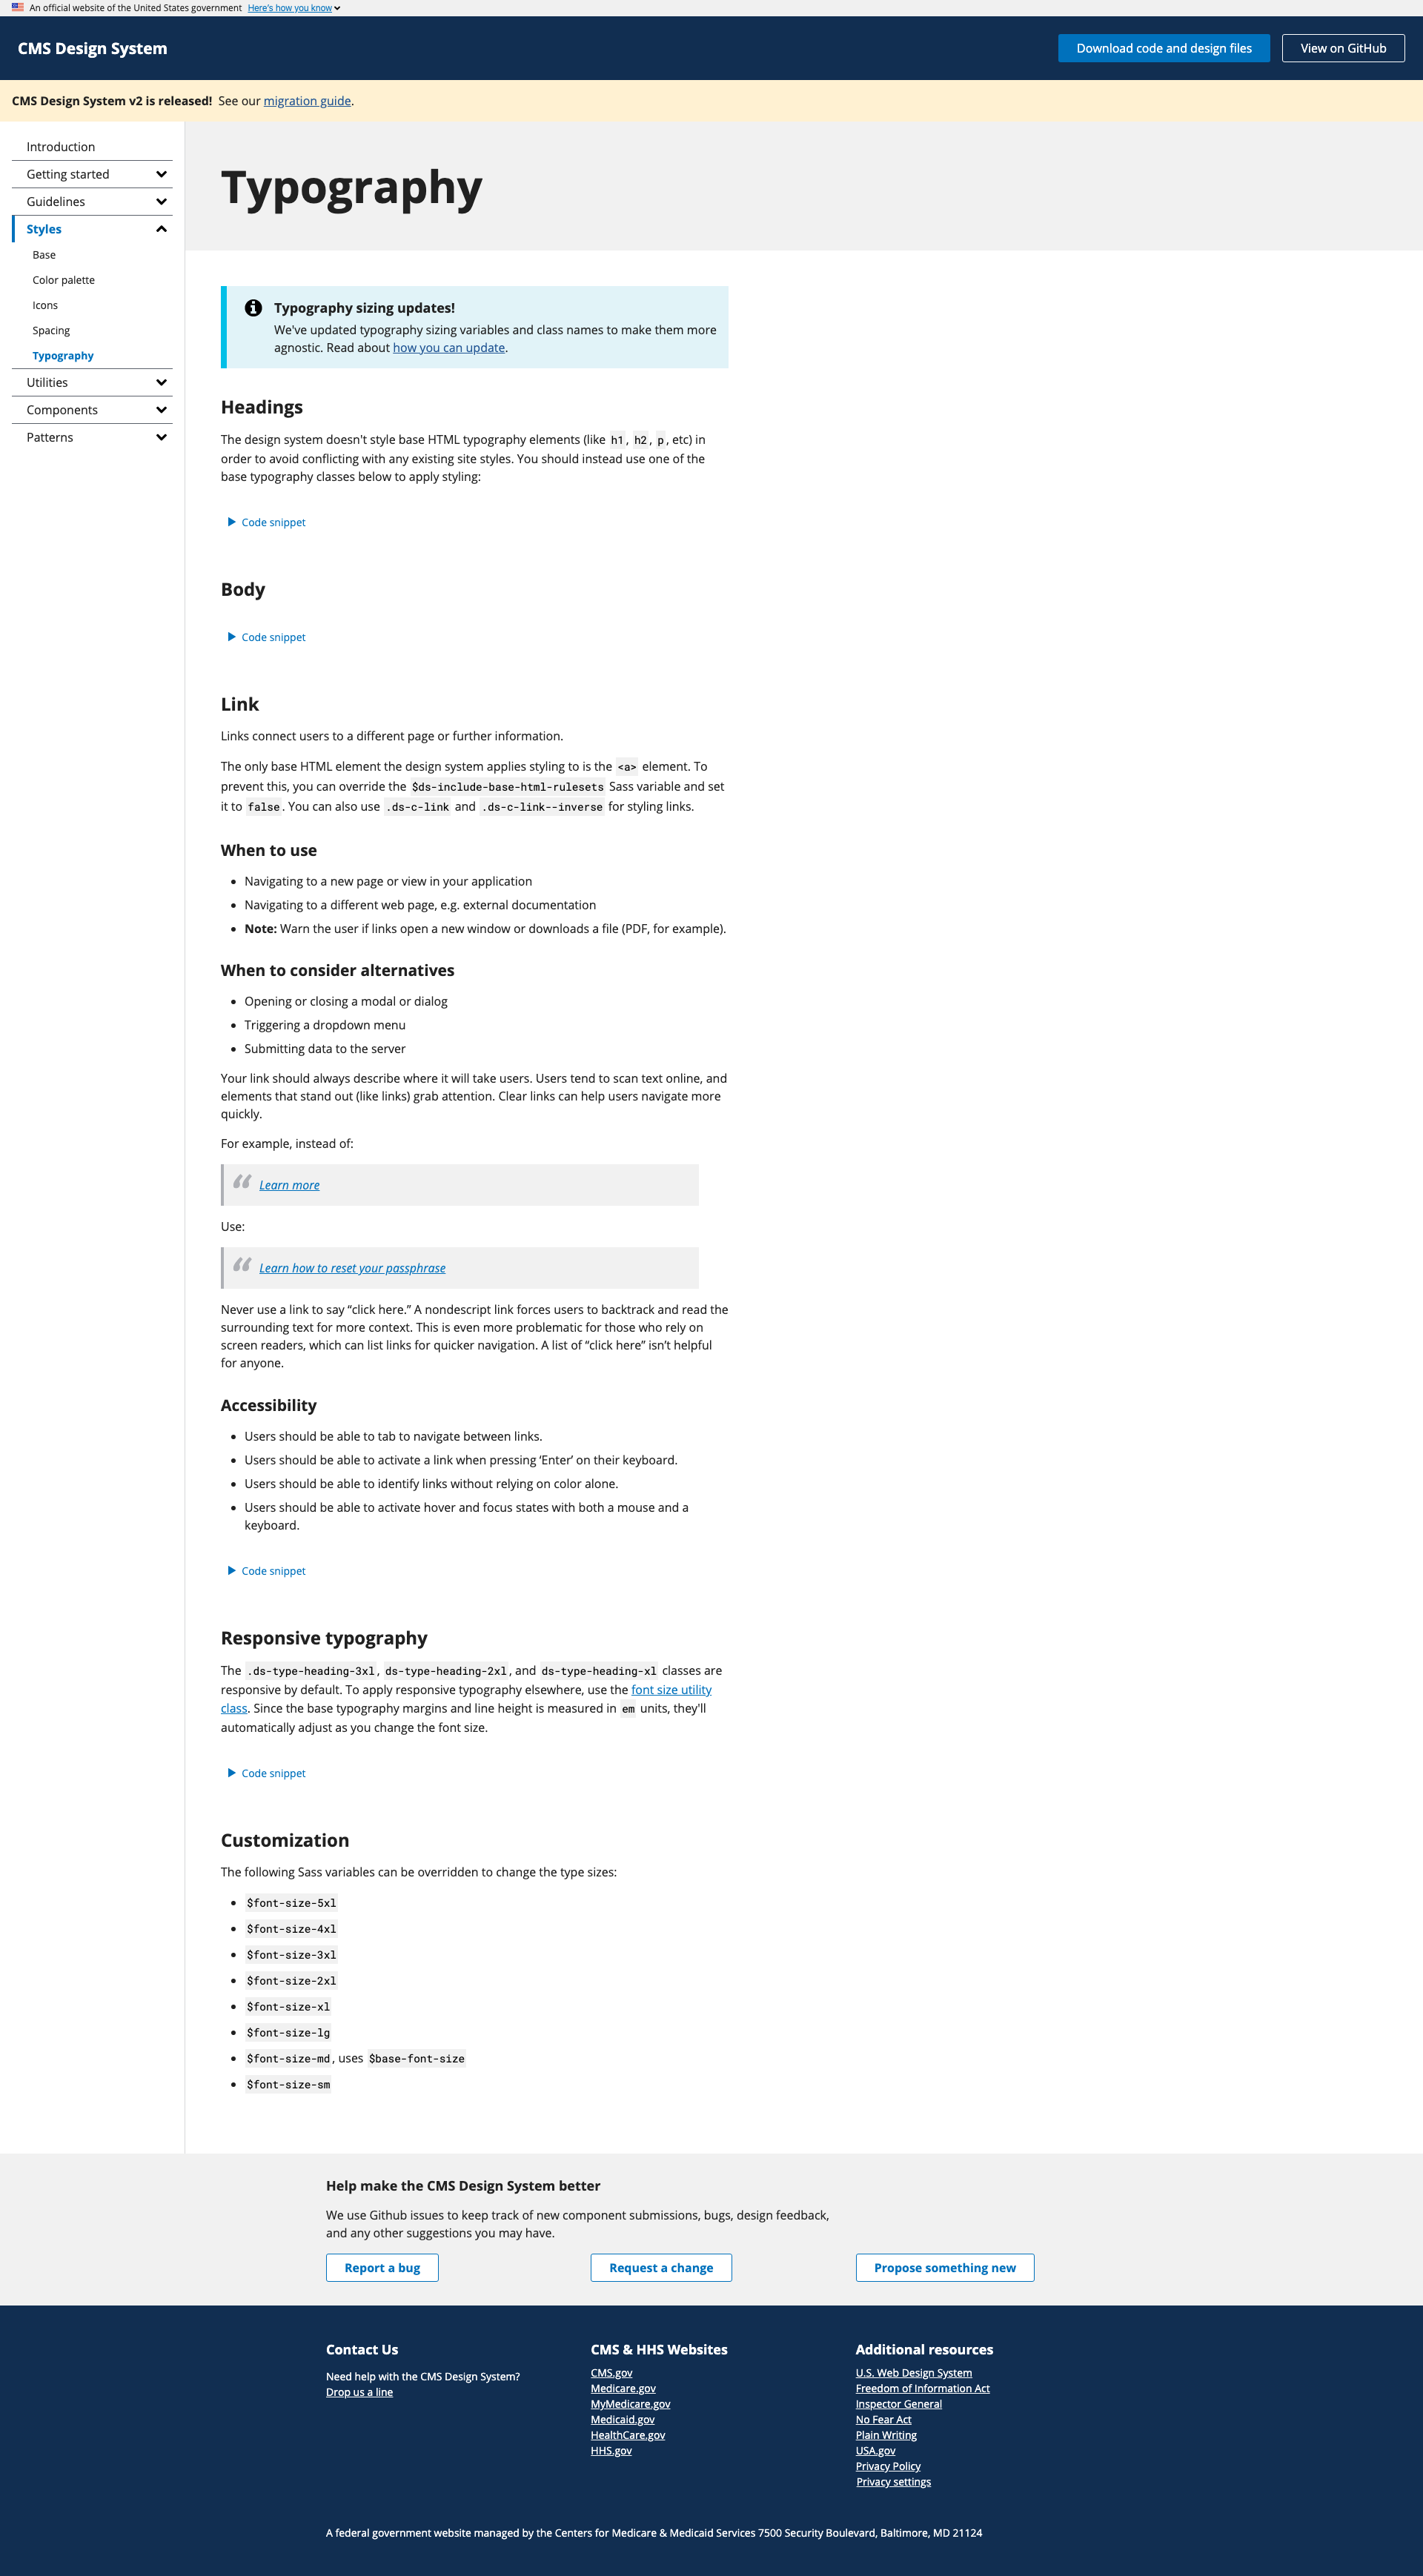 An official website of the United States government Here's how you know
CMS Design System
Download code and design files
View on GitHub
CMS Design System v2 is released! See our migration guide.
Introduction
Getting started
Guidelines
Styles
Base
Color palette
Icons
Spacing
Typography
Utilities
Components
Patterns
Typography
Typography sizing updates!
We've updated typography sizing variables and class names to make them more
agnostic. Read about how you can update.
Headings
The design system doesn't style base HTML typography elements (like h1, h2, p, etc) in
order to avoid conflicting with any existing site styles. You should instead use one of the
base typography classes below to apply styling:
Code snippet
Body
Code snippet
Link
Links connect users to a different page or further information.
The only base HTML element the design system applies styling to is the <a> element. To
prevent this, you can override the $ds-include-base-html-rulesets Sass variable and set
it to false. You can also use .ds-c-link and .ds-c-link--inverse for styling links.
When to use
• Navigating to a new page or view in your application
• Navigating to a different web page, e.g. external documentation
• Note: Warn the user if links open a new window or downloads a file (PDF, for example).
When to consider alternatives
• Opening or closing a modal or dialog
• Triggering a dropdown menu
• Submitting data to the server
Your link should always describe where it will take users. Users tend to scan text online, and
elements that stand out (like links) grab attention. Clear links can help users navigate more
quickly.
For example, instead of:
“ Learn more
Use:
“ Learn how to reset your passphrase
Never use a link to say “click here.” A nondescript link forces users to backtrack and read the
surrounding text for more context. This is even more problematic for those who rely on
screen readers, which can list links for quicker navigation. A list of “click here” isn’t helpful
for anyone.
Accessibility
• Users should be able to tab to navigate between links.
• Users should be able to activate a link when pressing ‘Enter’ on their keyboard.
• Users should be able to identify links without relying on color alone.
• Users should be able to activate hover and focus states with both a mouse and a
keyboard.
Code snippet
Responsive typography
The .ds-type-heading-3xl, ds-type-heading-2xl, and ds-type-heading-xl classes are
responsive by default. To apply responsive typography elsewhere, use the font size utility
class. Since the base typography margins and line height is measured in em units, they'll
automatically adjust as you change the font size.
Code snippet
Customization
The following Sass variables can be overridden to change the type sizes:
• $font-size-5xl
• $font-size-4xl
• $font-size-3xl
• $font-size-2xl
• $font-size-xl
• $font-size-lg
• $font-size-md, uses $base-font-size
• $font-size-sm
Help make the CMS Design System better
We use Github issues to keep track of new component submissions, bugs, design feedback,
and any other suggestions you may have.
Report a bug
Request a change
Propose something new
Contact Us
Need help with the CMS Design System?
Drop us a line
CMS & HHS Websites
CMS.gov
Medicare.gov
MyMedicare.gov
Medicaid.gov
HealthCare.gov
HHS.gov
Additional resources
U.S. Web Design System
Freedom of Information Act
Inspector General
No Fear Act
Plain Writing
USA.gov
Privacy Policy
Privacy settings
A federal government website managed by the Centers for Medicare & Medicaid Services 7500 Security Boulevard, Baltimore, MD 21124